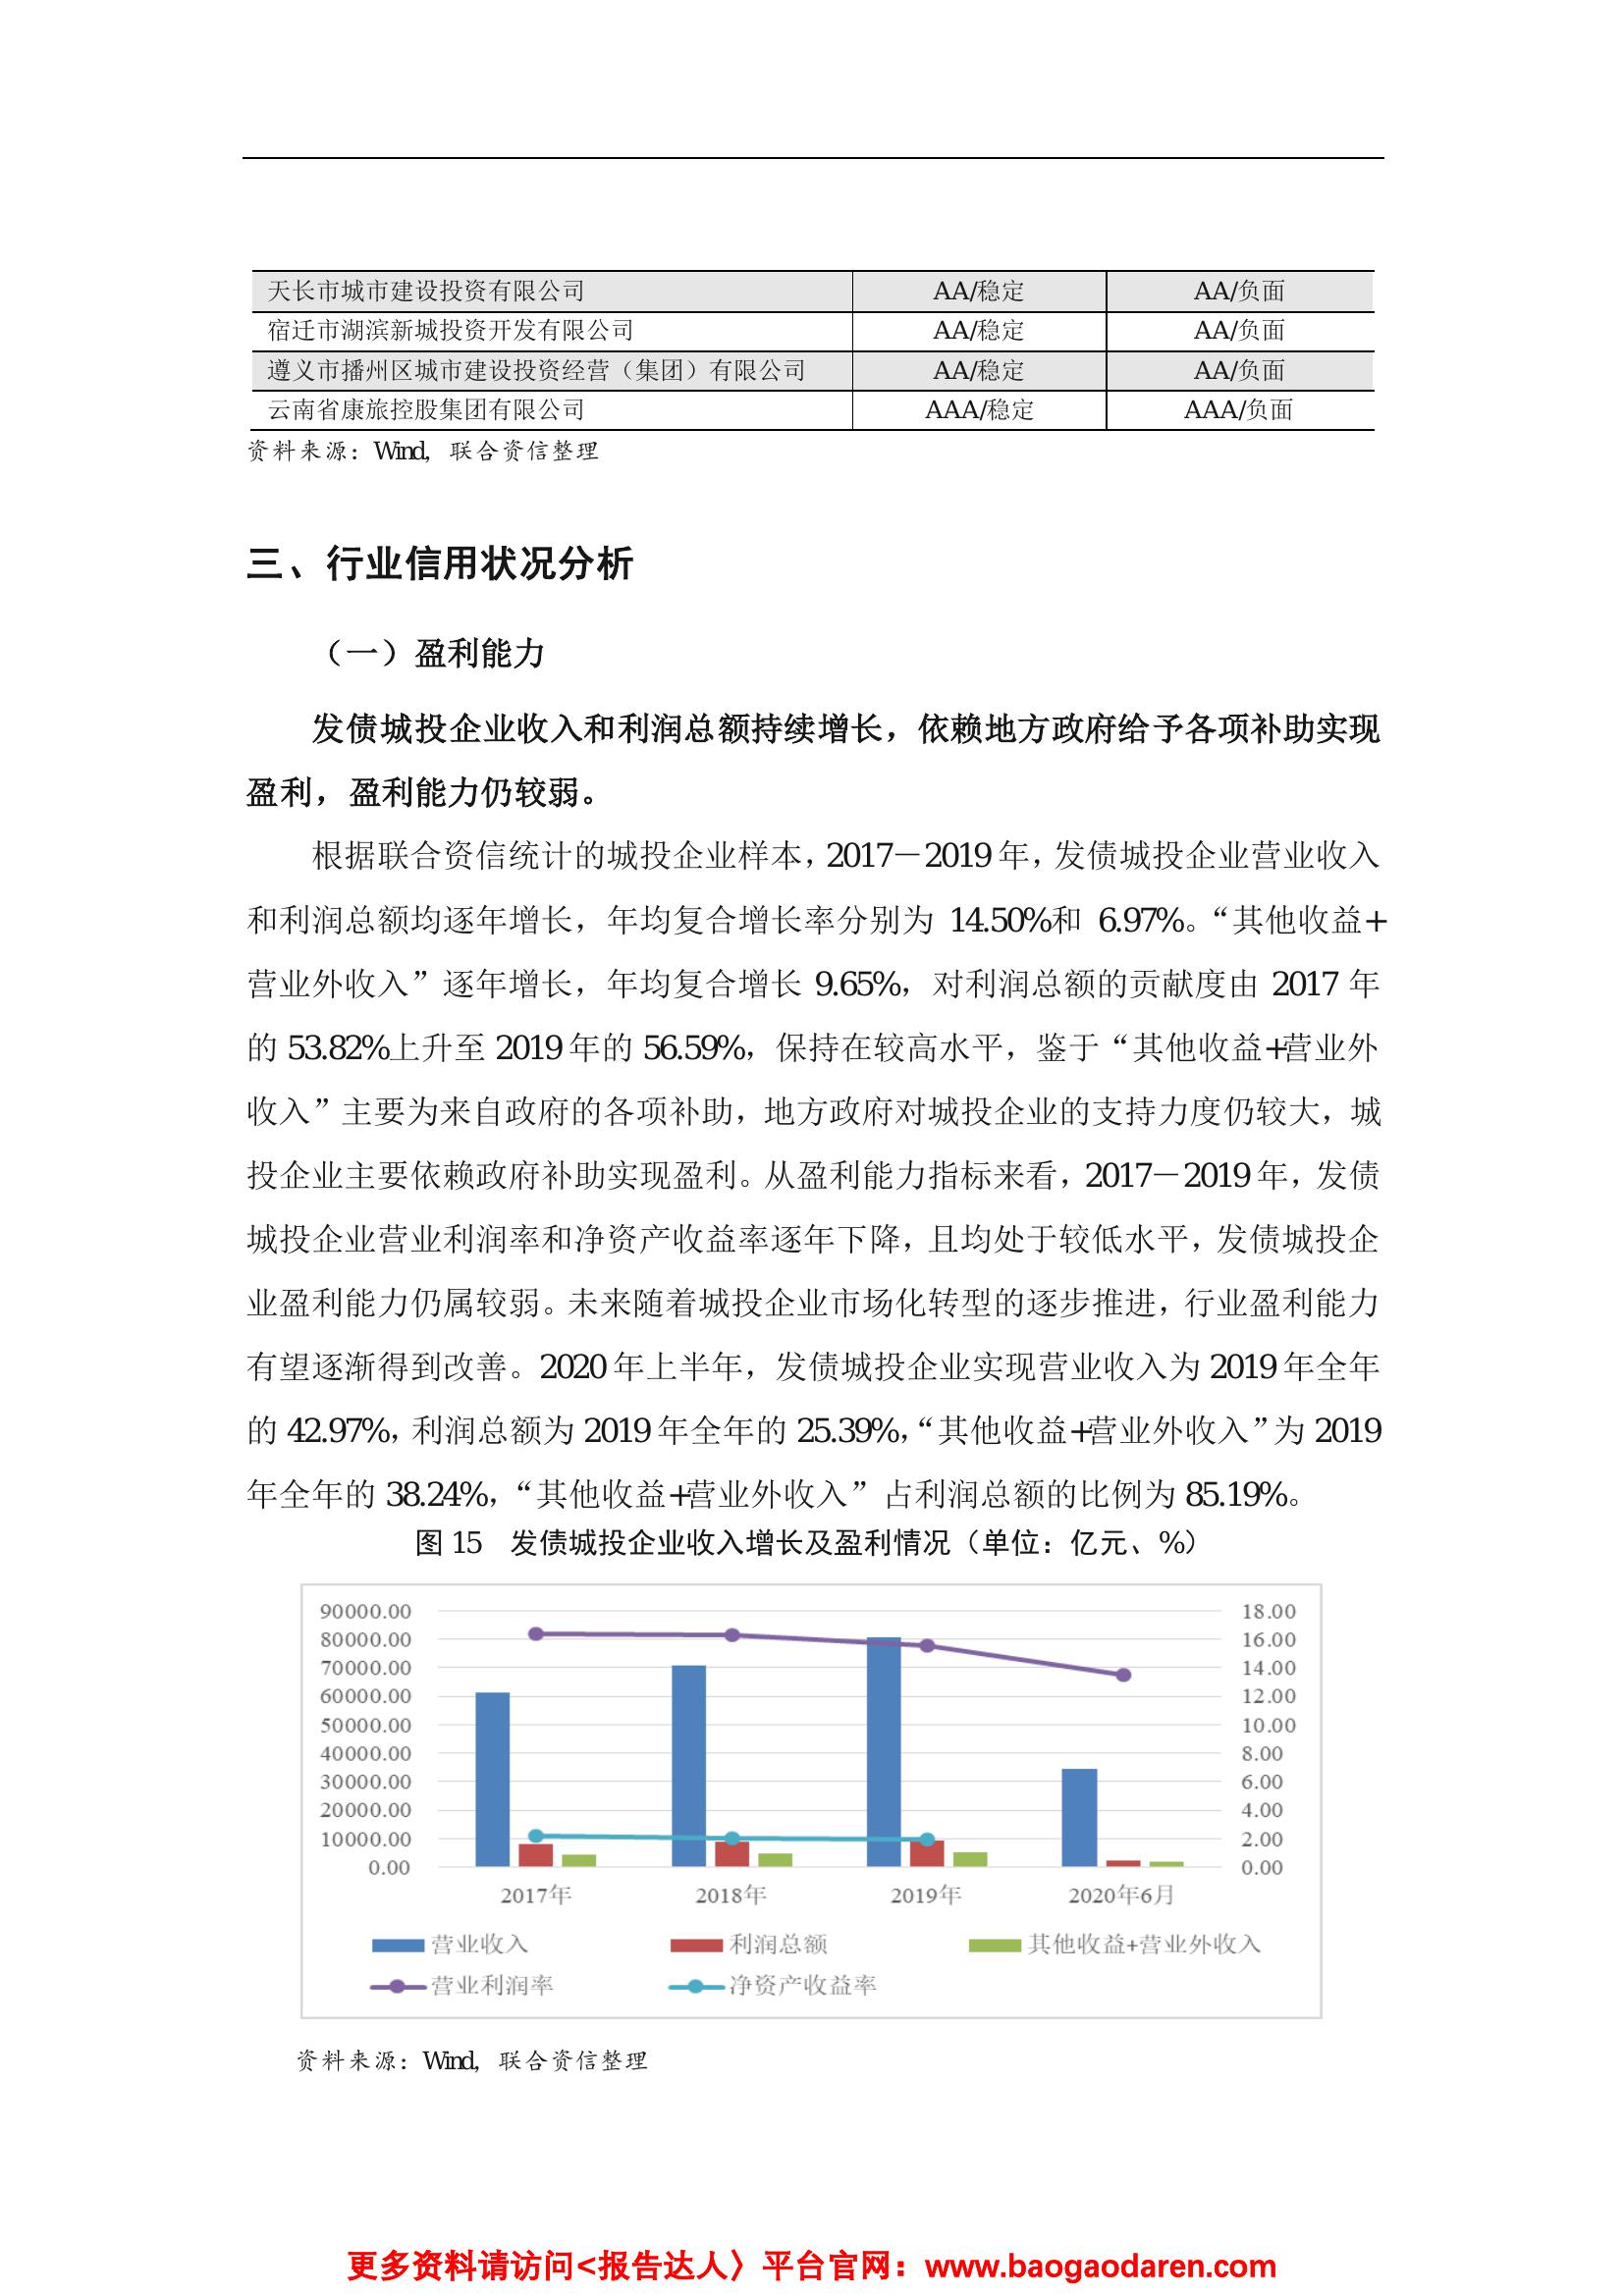 天长市城市建设投资有限公司 AA/稳定 AA/负面
宿迁市湖滨新城投资开发有限公司 AA/稳定 AA/负面
遵义市播州区城市建设投资经营（集团）有限公司 AA/稳定 AA/负面
云南省康旅控股集团有限公司 AAA/稳定 AAA/负面
资料来源：Wind，联合资信整理
三、行业信用状况分析
（一）盈利能力
发债城投企业收入和利润总额持续增长，依赖地方政府给予各项补助实现
盈利，盈利能力仍较弱。
根据联合资信统计的城投企业样本，2017－2019 年，发债城投企业营业收入
和利润总额均逐年增长，年均复合增长率分别为 14.50%和 6.97%。“其他收益+
营业外收入”逐年增长，年均复合增长 9.65%，对利润总额的贡献度由 2017 年
的 53.82%上升至 2019 年的 56.59%，保持在较高水平，鉴于“其他收益+营业外
收入”主要为来自政府的各项补助，地方政府对城投企业的支持力度仍较大，城
投企业主要依赖政府补助实现盈利。从盈利能力指标来看，2017－2019 年，发债
城投企业营业利润率和净资产收益率逐年下降，且均处于较低水平，发债城投企
业盈利能力仍属较弱。未来随着城投企业市场化转型的逐步推进，行业盈利能力
有望逐渐得到改善。2020 年上半年，发债城投企业实现营业收入为 2019 年全年
的 42.97%，利润总额为 2019 年全年的 25.39%，“其他收益+营业外收入”为 2019
年全年的 38.24%，“其他收益+营业外收入”占利润总额的比例为 85.19%。
图 15 发债城投企业收入增长及盈利情况（单位：亿元、%）
90000.00 18.00
80000.00 16.00
70000.00 14.00
60000.00 12.00
50000.00 10.00
40000.00 8.00
30000.00 6.00
20000.00 4.00
10000.00 2.00
0.00 0.00
2017年 2018年 2019年 2020年6月
营业收入 利润总额 其他收益+营业外收入
营业利润率 净资产收益率
资料来源：Wind，联合资信整理
更多资料请访问<报告达人〉平台官网：www.baogaodaren.com